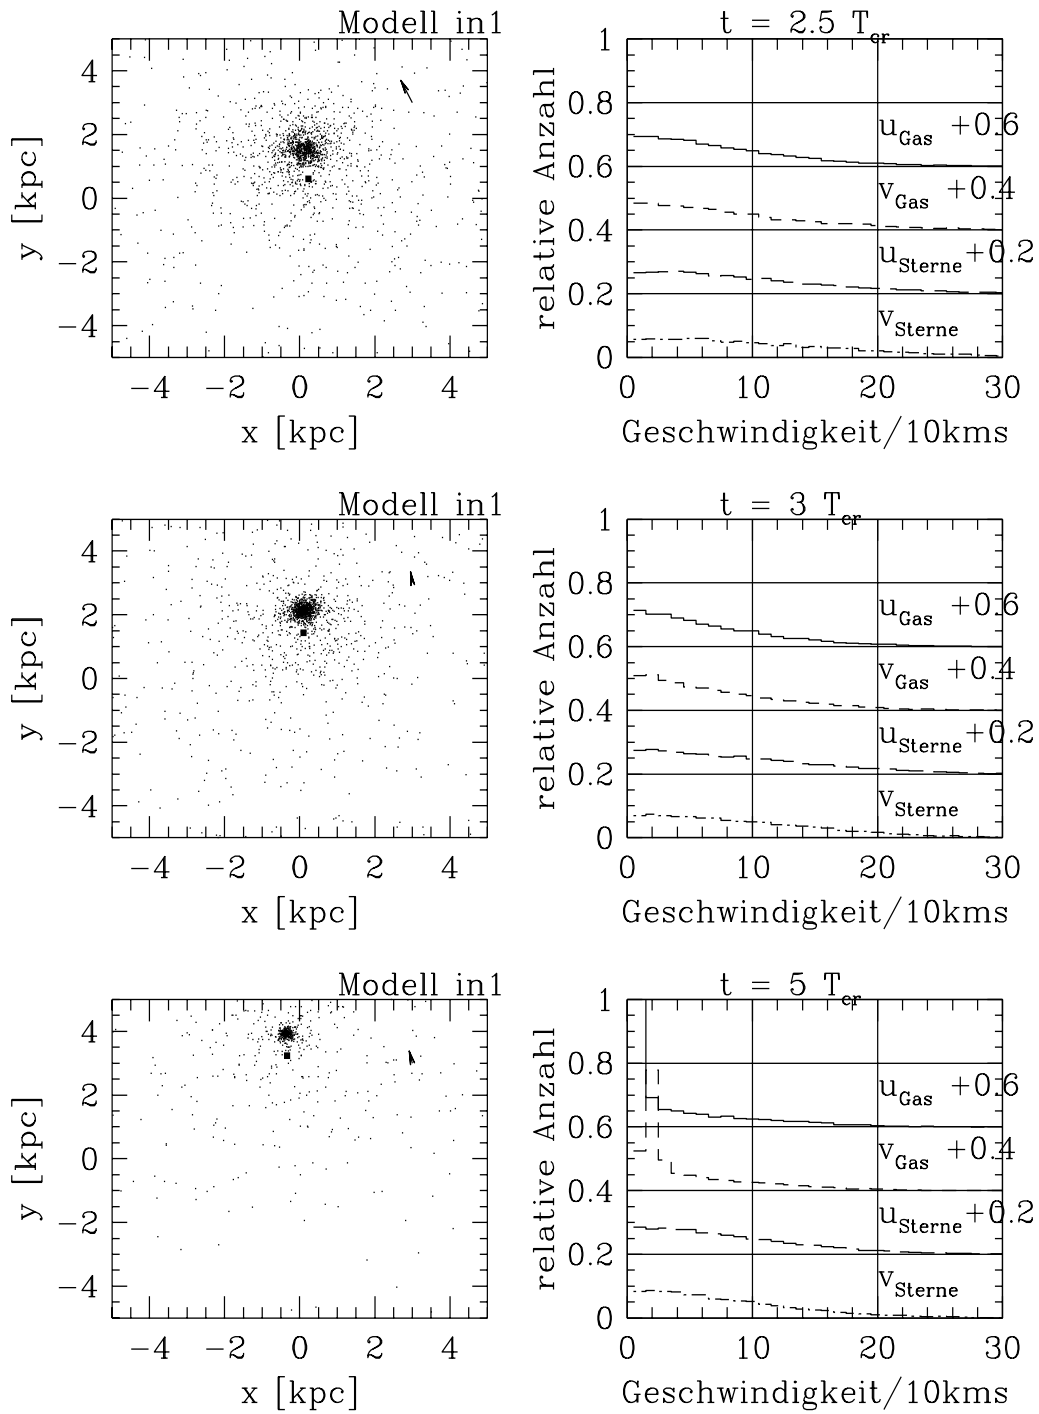 Modell in1
t = 2.5 T_cr
y [kpc]
4
2
0
−2
−4
−4 −2 0 2 4
x [kpc]
relative Anzahl
1
0.8
0.6
0.4
0.2
0
u_Gas +0.6
v_Gas +0.4
u_Sterne +0.2
v_Sterne
0 10 20 30
Geschwindigkeit/10kms
Modell in1
t = 3 T_cr
y [kpc]
4
2
0
−2
−4
−4 −2 0 2 4
x [kpc]
relative Anzahl
1
0.8
0.6
0.4
0.2
0
u_Gas +0.6
v_Gas +0.4
u_Sterne +0.2
v_Sterne
0 10 20 30
Geschwindigkeit/10kms
Modell in1
t = 5 T_cr
y [kpc]
4
2
0
−2
−4
−4 −2 0 2 4
x [kpc]
relative Anzahl
1
0.8
0.6
0.4
0.2
0
u_Gas +0.6
v_Gas +0.4
u_Sterne +0.2
v_Sterne
0 10 20 30
Geschwindigkeit/10kms